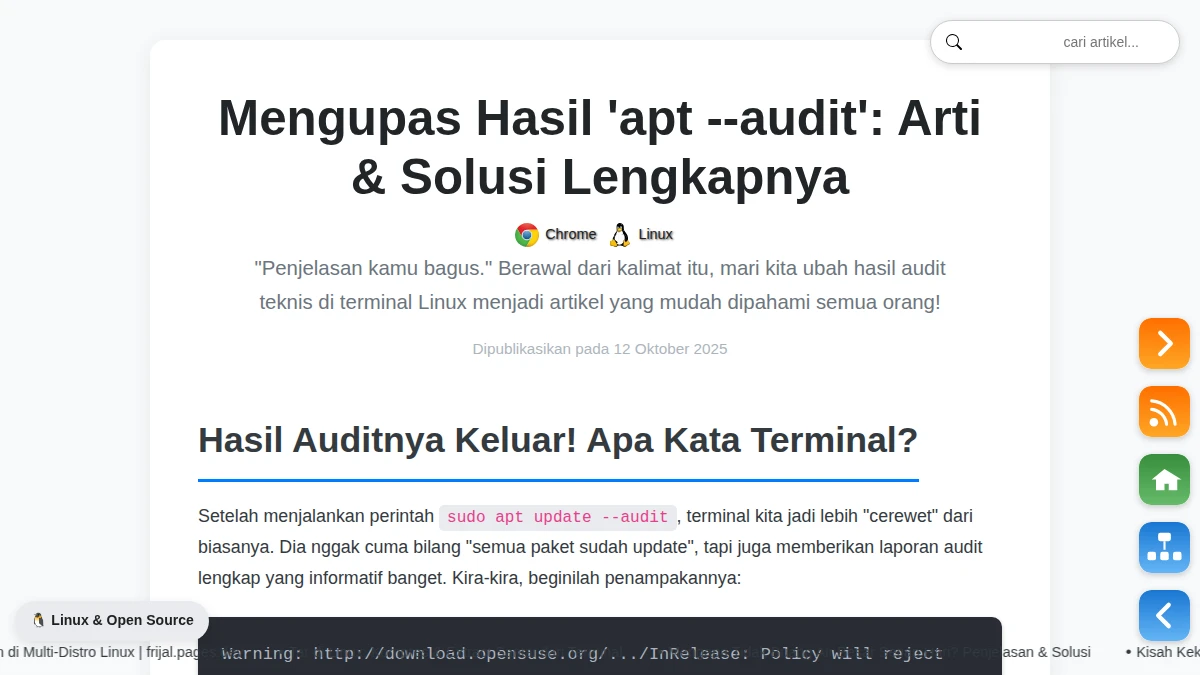 cari artikel...
Mengupas Hasil 'apt --audit': Arti
& Solusi Lengkapnya
Chrome Linux
"Penjelasan kamu bagus." Berawal dari kalimat itu, mari kita ubah hasil audit
teknis di terminal Linux menjadi artikel yang mudah dipahami semua orang!
Dipublikasikan pada 12 Oktober 2025
Hasil Auditnya Keluar! Apa Kata Terminal?
Setelah menjalankan perintah sudo apt update --audit, terminal kita jadi lebih "cerewet" dari
biasanya. Dia nggak cuma bilang "semua paket sudah update", tapi juga memberikan laporan audit
lengkap yang informatif banget. Kira-kira, beginilah penampakannya:
Linux & Open Source
Warning: http://download.opensuse.org/.../InRelease: Policy will reject
n di Multi-Distro Linux | frijal.pages
asan & Solusi • Kisah Kek